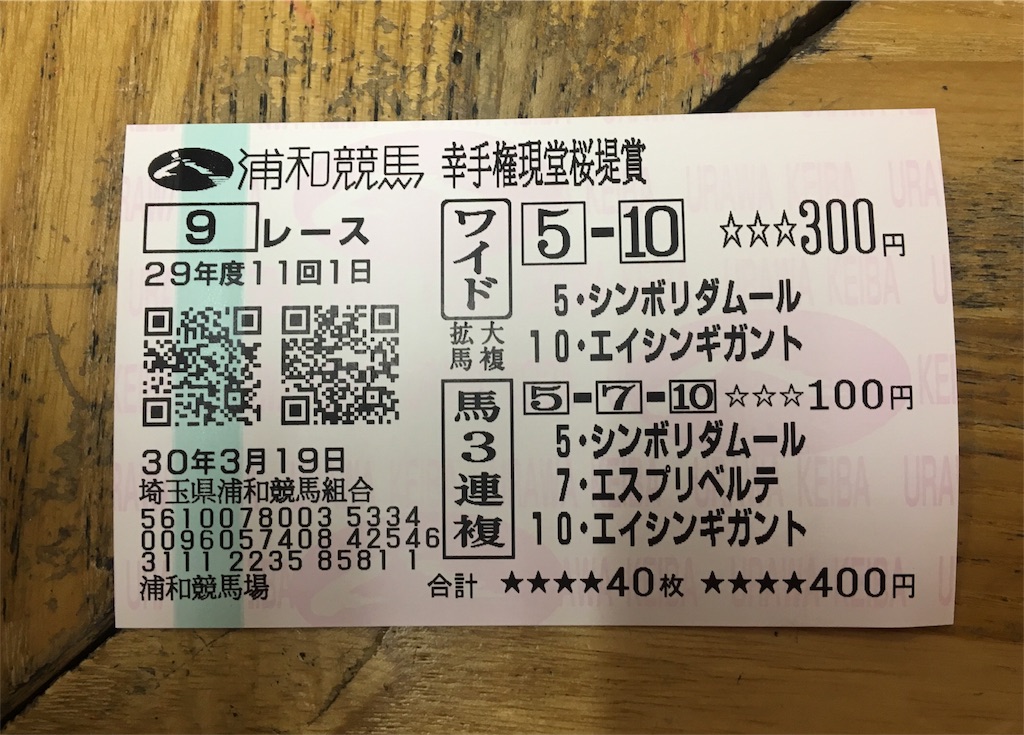 浦和競馬 幸手権現堂桜堤賞
9 レース
29年度11回1日
ワイド 5-10 ☆☆☆300円
5・シンボリダムール
拡大馬複 10・エイシンギガント
馬3連複 5-7-10 ☆☆☆100円
5・シンボリダムール
7・エスプリベルテ
10・エイシンギガント
30年3月19日
埼玉県浦和競馬組合
5610078003 5334
0096057408 42546
3111 2235 8581 1
浦和競馬場
合計 ★★★★40枚 ★★★★400円
URAWA KEIBA